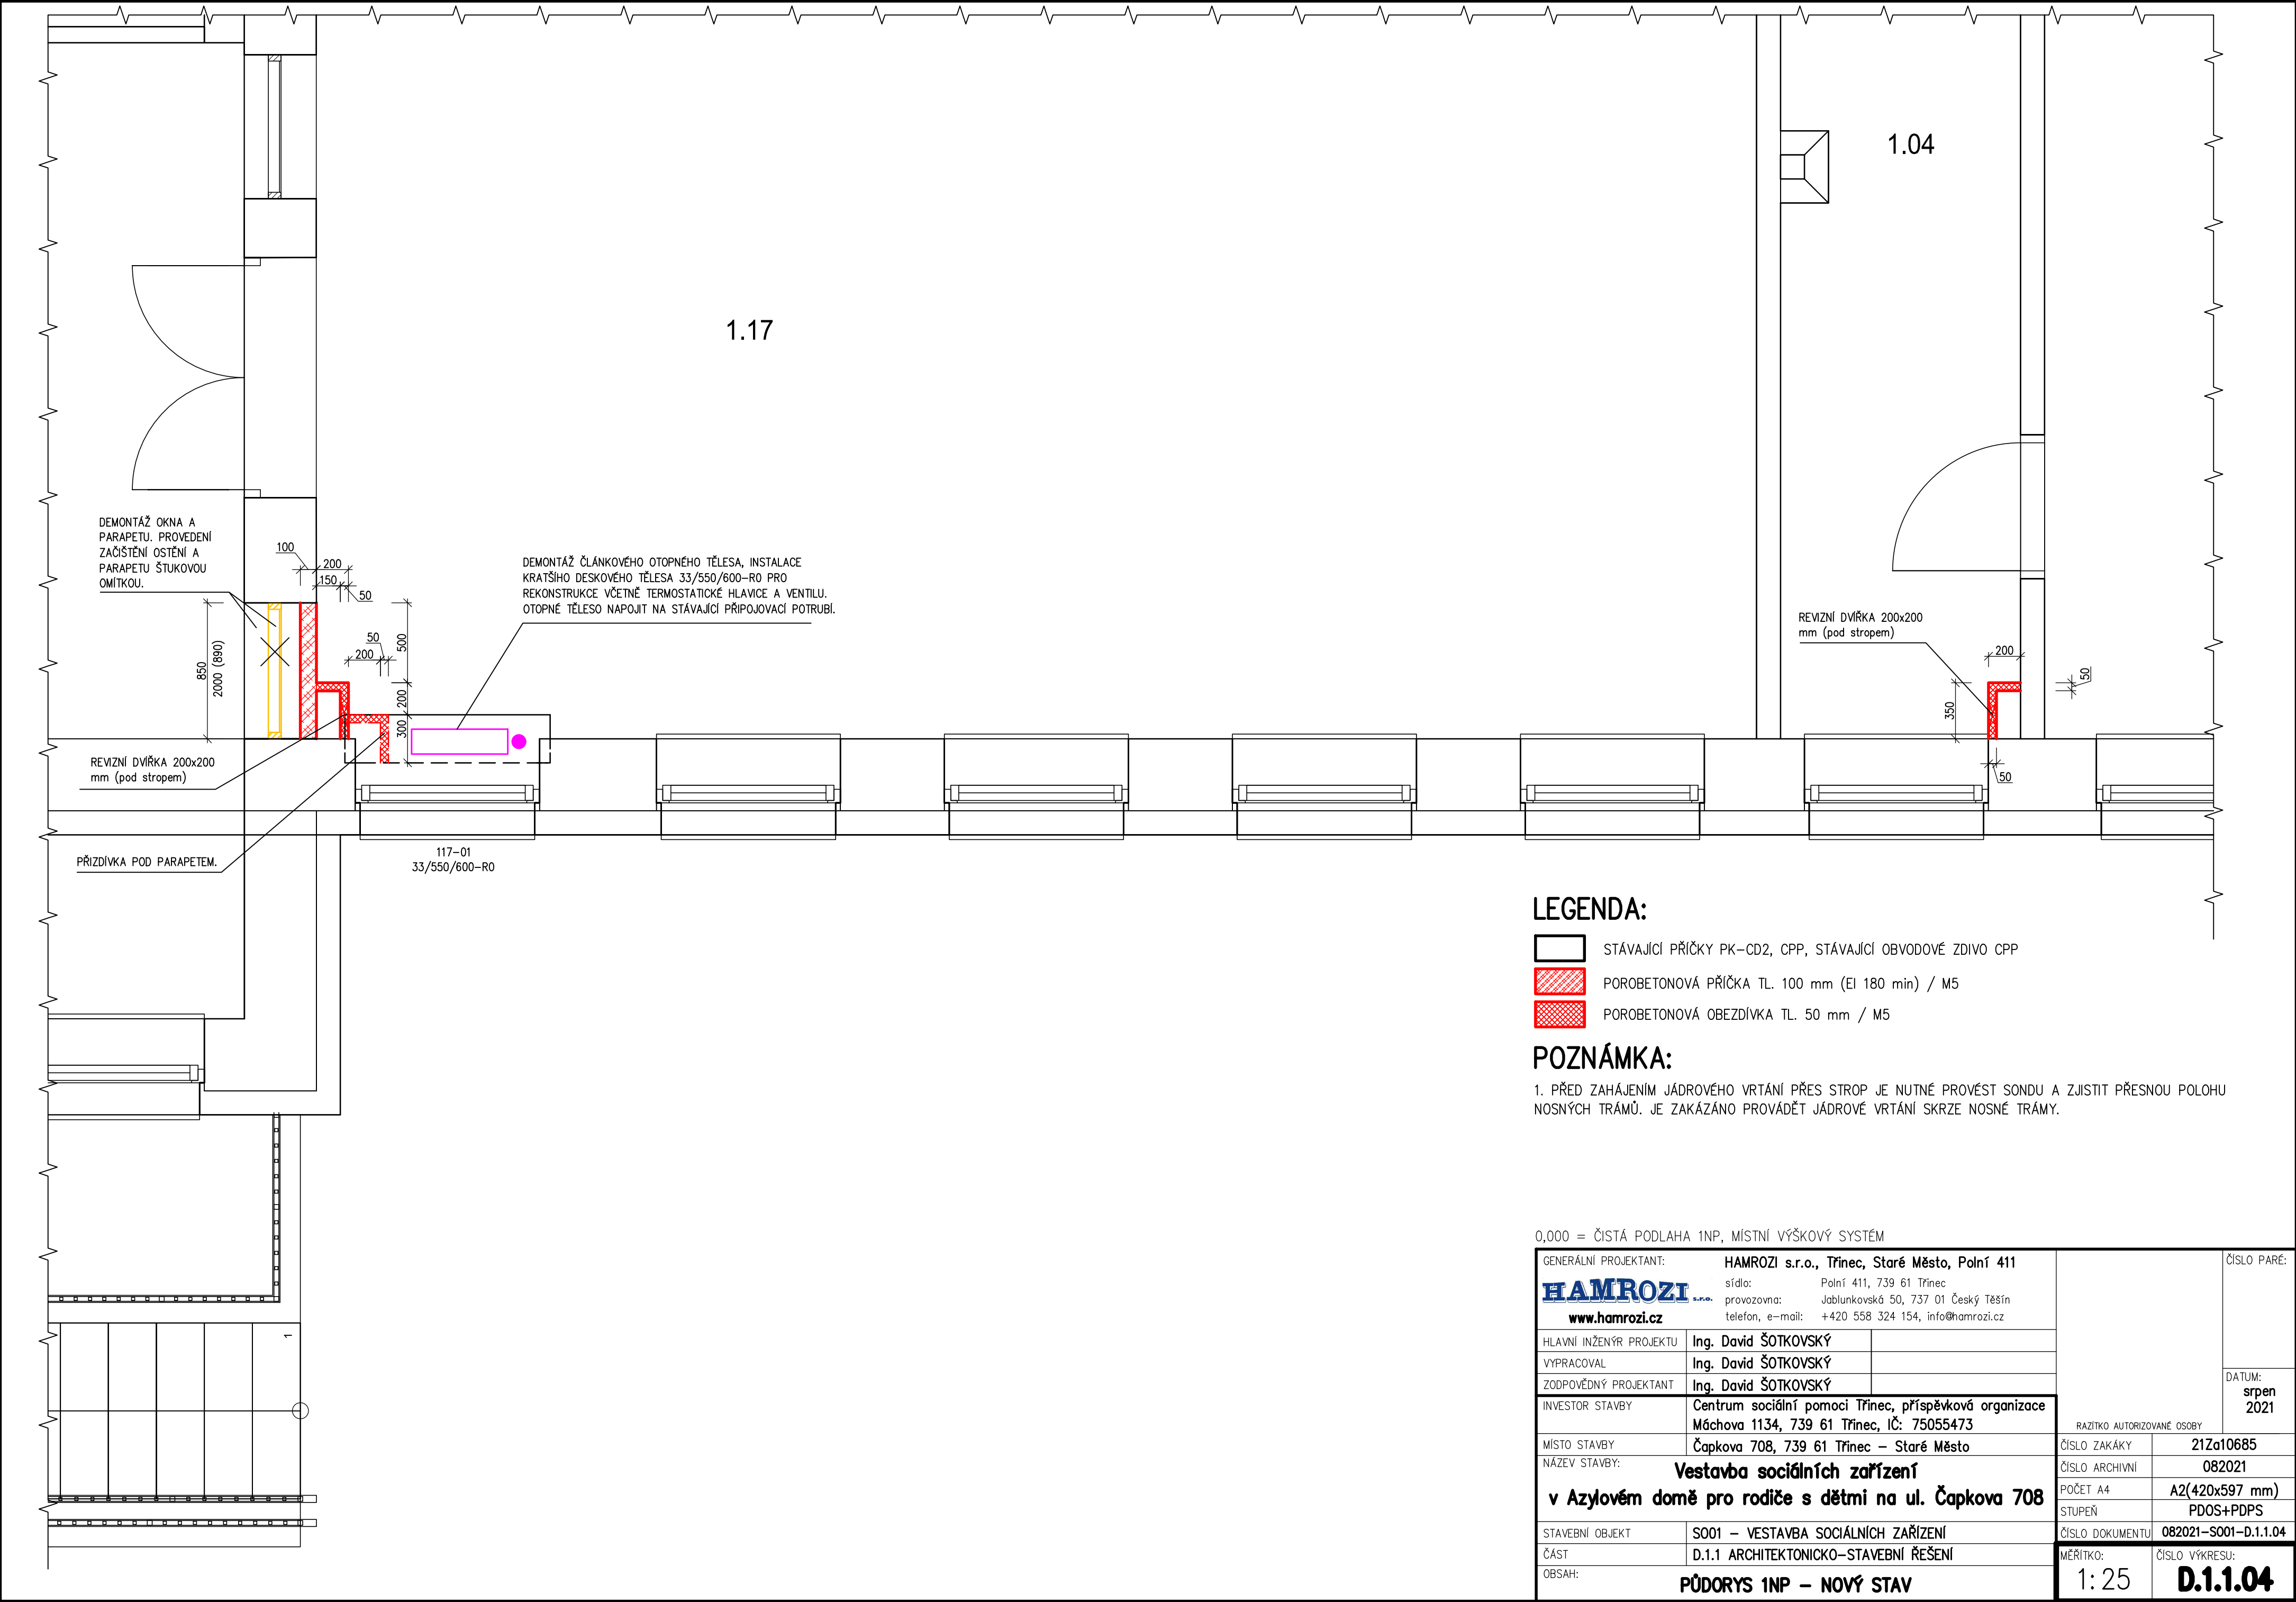 1.04
1.17
DEMONTÁŽ OKNA A
PARAPETU. PROVEDENÍ
ZAČIŠTĚNÍ OSTĚNÍ A
PARAPETU ŠTUKOVOU
OMÍTKOU.
100
200
150
50
850
2000 (890)
500
50
200
200
300
DEMONTÁŽ ČLÁNKOVÉHO OTOPNÉHO TĚLESA, INSTALACE
KRATŠÍHO DESKOVÉHO TĚLESA 33/550/600-R0 PRO
REKONSTRUKCE VČETNĚ TERMOSTATICKÉ HLAVICE A VENTILU.
OTOPNÉ TĚLESO NAPOJIT NA STÁVAJÍCÍ PŘIPOJOVACÍ POTRUBÍ.
REVIZNÍ DVÍŘKA 200x200
mm (pod stropem)
200
50
350
50
REVIZNÍ DVÍŘKA 200x200
mm (pod stropem)
PŘIZDÍVKA POD PARAPETEM.
117-01
33/550/600-R0
LEGENDA:
STÁVAJÍCÍ PŘÍČKY PK-CD2, CPP, STÁVAJÍCÍ OBVODOVÉ ZDIVO CPP
POROBETONOVÁ PŘÍČKA TL. 100 mm (EI 180 min) / M5
POROBETONOVÁ OBEZDÍVKA TL. 50 mm / M5
POZNÁMKA:
1. PŘED ZAHÁJENÍM JÁDROVÉHO VRTÁNÍ PŘES STROP JE NUTNÉ PROVÉST SONDU A ZJISTIT PŘESNOU POLOHU
NOSNÝCH TRÁMŮ. JE ZAKÁZÁNO PROVÁDĚT JÁDROVÉ VRTÁNÍ SKRZE NOSNÉ TRÁMY.
1
0,000 = ČISTÁ PODLAHA 1NP, MÍSTNÍ VÝŠKOVÝ SYSTÉM
GENERÁLNÍ PROJEKTANT:
HAMROZI s.r.o., Třinec, Staré Město, Polní 411
HAMROZI s.r.o.
www.hamrozi.cz
sídlo: Polní 411, 739 61 Třinec
provozovna: Jablunkovská 50, 737 01 Český Těšín
telefon, e-mail: +420 558 324 154, info@hamrozi.cz
ČÍSLO PARÉ:
HLAVNÍ INŽENÝR PROJEKTU Ing. David ŠOTKOVSKÝ
VYPRACOVAL Ing. David ŠOTKOVSKÝ
ZODPOVĚDNÝ PROJEKTANT Ing. David ŠOTKOVSKÝ
DATUM:
srpen
2021
RAZÍTKO AUTORIZOVANÉ OSOBY
INVESTOR STAVBY Centrum sociální pomoci Třinec, příspěvková organizace
Máchova 1134, 739 61 Třinec, IČ: 75055473
MÍSTO STAVBY Čapkova 708, 739 61 Třinec - Staré Město
NÁZEV STAVBY:
Vestavba sociálních zařízení
v Azylovém domě pro rodiče s dětmi na ul. Čapkova 708
STAVEBNÍ OBJEKT SO01 - VESTAVBA SOCIÁLNÍCH ZAŘÍZENÍ
ČÁST D.1.1 ARCHITEKTONICKO-STAVEBNÍ ŘEŠENÍ
OBSAH:
PŮDORYS 1NP - NOVÝ STAV
ČÍSLO ZAKÁKY 21Za10685
ČÍSLO ARCHIVNÍ 082021
POČET A4 A2(420x597 mm)
STUPEŇ PDOS+PDPS
ČÍSLO DOKUMENTU 082021-SO01-D.1.1.04
MĚŘÍTKO:
1:25
ČÍSLO VÝKRESU:
D.1.1.04